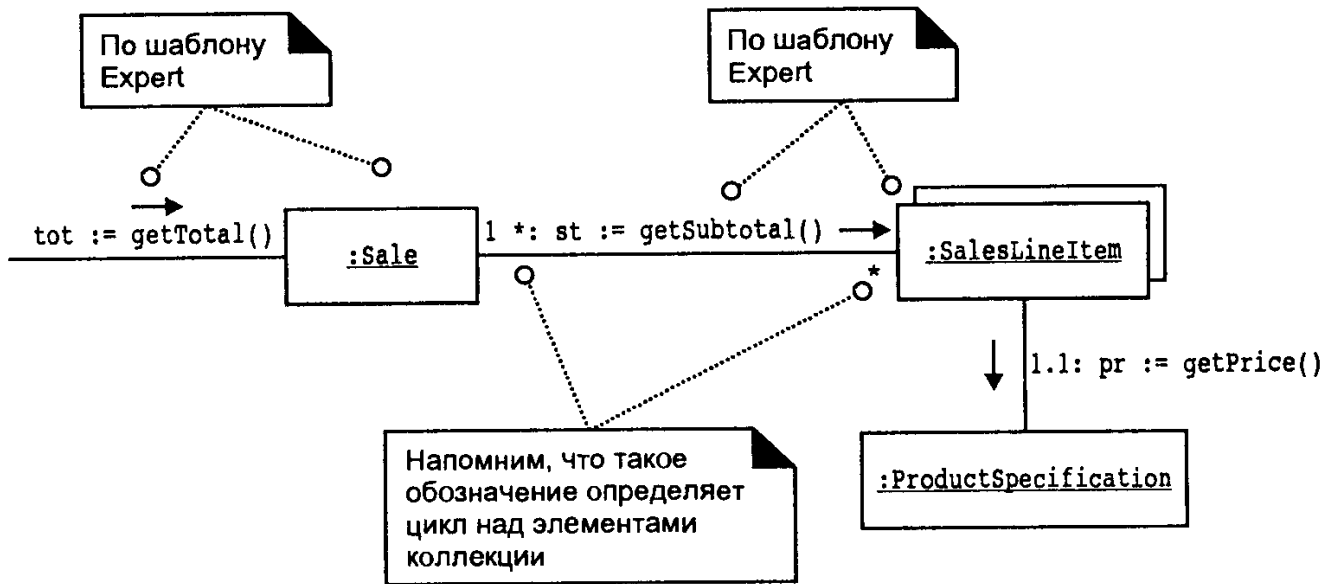 По шаблону
Expert
По шаблону
Expert
tot := getTotal()
:Sale
1 *: st := getSubtotal()
:SalesLineItem
*
1.1: pr := getPrice()
:ProductSpecification
Напомним, что такое
обозначение определяет
цикл над элементами
коллекции